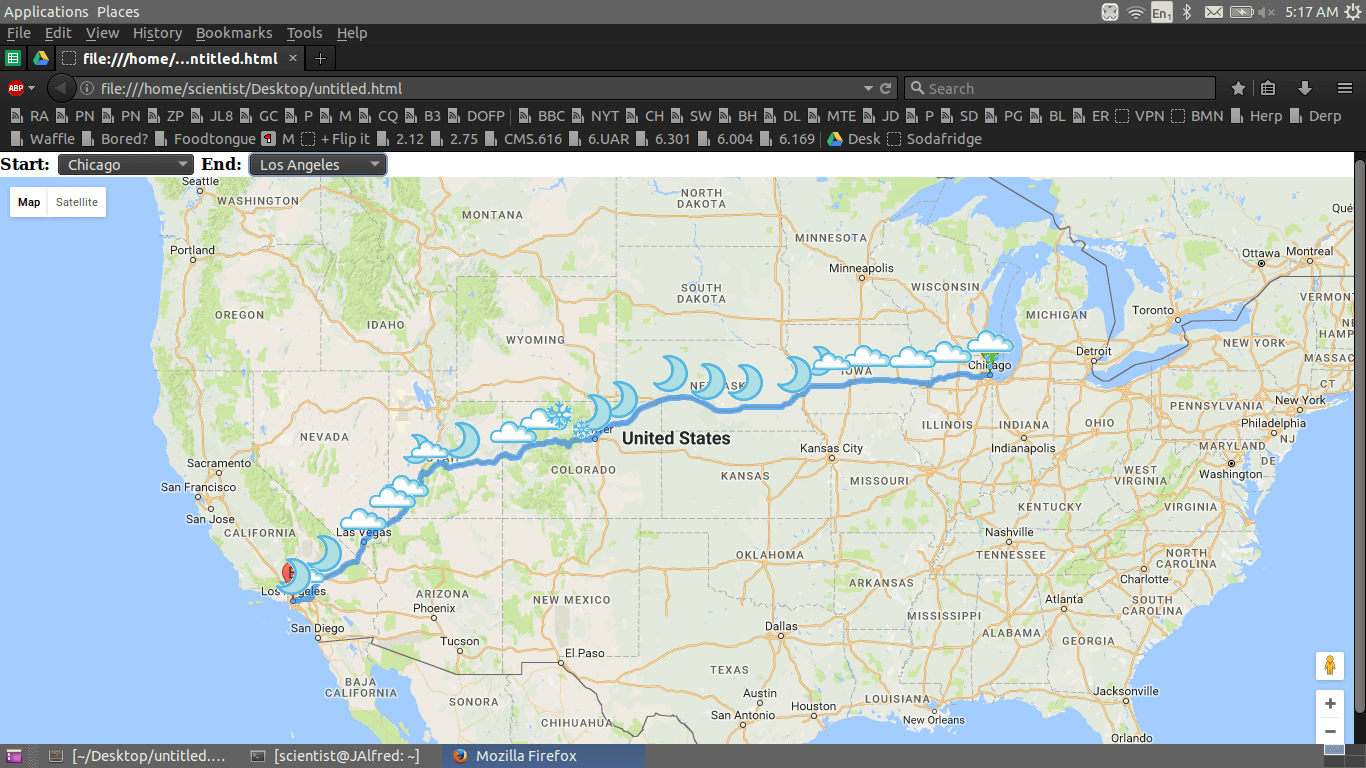 Applications Places
En1 5:17 AM
File Edit View History Bookmarks Tools Help
file:///home/...ntitled.html × +
ABP file:///home/scientist/Desktop/untitled.html Search
RA PN PN ZP JL8 GC P M CQ B3 DOFP BBC NYT CH SW BH DL MTE JD P SD PG BL ER VPN BMN Herp Derp
Waffle Bored? Foodtongue M +Flip it 2.12 2.75 CMS.616 6.UAR 6.301 6.004 6.169 Desk Sodafridge
Start: Chicago End: Los Angeles
Map Satellite
Seattle
WASHINGTON
MONTANA
NORTH
DAKOTA
MINNESOTA
Portland
Minneapolis
Ottawa Montreal
OREGON
IDAHO
WYOMING
SOUTH
DAKOTA
WISCONSIN
MICHIGAN
Toronto
VERMONT
NEW YORK
Detroit
Chicago
IOWA
CT
PENNSYLVANIA
New York
Philadelphia
NJ
NEVADA
United States
ILLINOIS
INDIANA
OHIO
Indianapolis
Kansas City
COLORADO
KANSAS
MISSOURI
WEST
VIRGINIA
DE
Washington
Sacramento
San Francisco
San Jose
CALIFORNIA
Las Vegas
KENTUCKY
VIRGINIA
Nashville
TENNESSEE
OKLAHOMA
NORTH
CAROLINA
Charlotte
ARKANSAS
ARIZONA
NEW MEXICO
Phoenix
Atlanta
SOUTH
CAROLINA
MISSISSIPPI
ALABAMA
GEORGIA
San Diego
Tucson
El Paso
Dallas
TEXAS
BAJA
CALIFORNIA
SONORA
CHIHUAHUA
Austin
San Antonio
Houston
LOUISIANA
New Orleans
Jacksonville
Orlando
+
−
[~/Desktop/untitled.... [scientist@JAlfred: ~] Mozilla Firefox